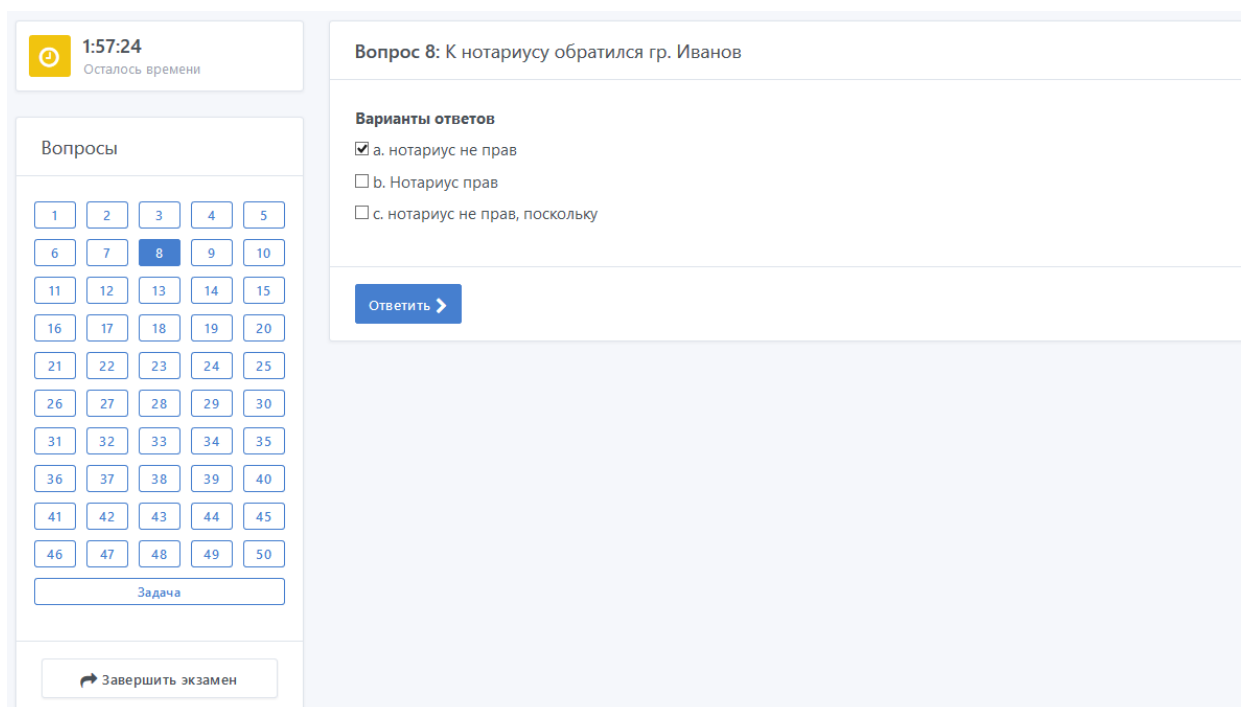 1:57:24
Осталось времени
Вопросы
1 2 3 4 5
6 7 8 9 10
11 12 13 14 15
16 17 18 19 20
21 22 23 24 25
26 27 28 29 30
31 32 33 34 35
36 37 38 39 40
41 42 43 44 45
46 47 48 49 50
Задача
Завершить экзамен
Вопрос 8: К нотариусу обратился гр. Иванов
Варианты ответов
a. нотариус не прав
b. Нотариус прав
c. нотариус не прав, поскольку
Ответить